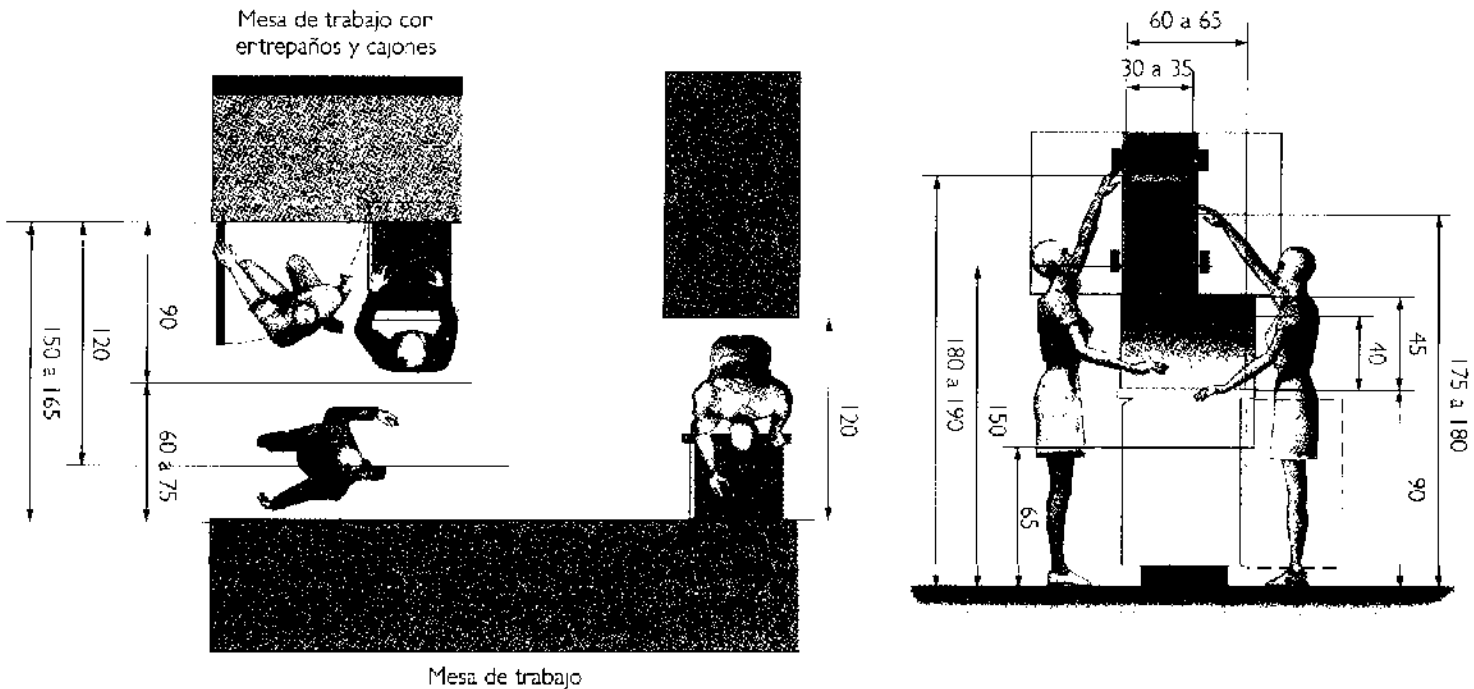 Mesa de trabajo con
entrepaños y cajones
60 a 65
30 a 35
90
120
150 a 165
60 a 75
120
180 a 190
150
65
40
45
175 a 180
90
Mesa de trabajo